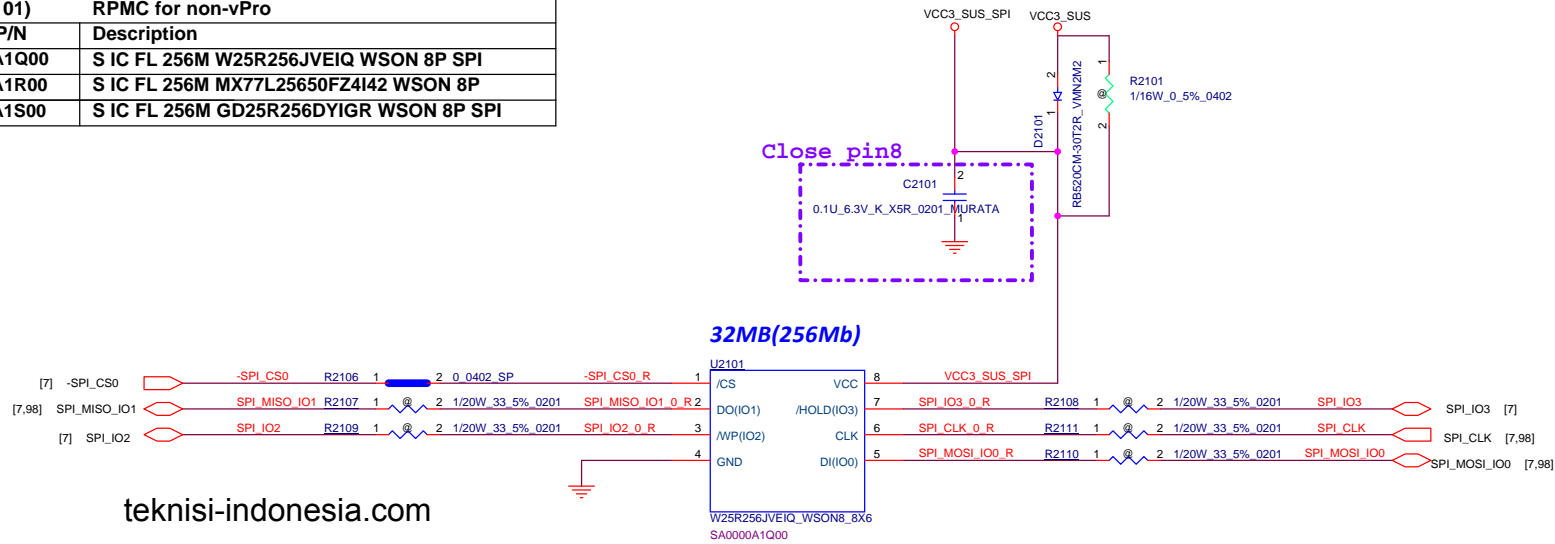 01) RPMC for non-vPro
P/N Description
A1Q00 S IC FL 256M W25R256JVEIQ WSON 8P SPI
A1R00 S IC FL 256M MX77L25650FZ4I42 WSON 8P
A1S00 S IC FL 256M GD25R256DYIGR WSON 8P SPI
VCC3_SUS_SPI VCC3_SUS
2
1
D2101
RB520CM-30T2R_VMN2M2
1
@
2
R2101
1/16W_0_5%_0402
Close pin8
2
C2101
0.1U_6.3V_K_X5R_0201_MURATA
1
32MB(256Mb)
U2101
[7] -SPI_CS0 -SPI_CS0 R2106 1 2 0_0402_SP -SPI_CS0_R 1 /CS VCC 8 VCC3_SUS_SPI
[7,98] SPI_MISO_IO1 SPI_MISO_IO1 R2107 1 @ 2 1/20W_33_5%_0201 SPI_MISO_IO1_0_R 2 DO(IO1) /HOLD(IO3) 7 SPI_IO3_0_R R2108 1 @ 2 1/20W_33_5%_0201 SPI_IO3 SPI_IO3 [7]
[7] SPI_IO2 SPI_IO2 R2109 1 @ 2 1/20W_33_5%_0201 SPI_IO2_0_R 3 /WP(IO2) CLK 6 SPI_CLK_0_R R2111 1 @ 2 1/20W_33_5%_0201 SPI_CLK SPI_CLK [7,98]
4 GND DI(IO0) 5 SPI_MOSI_IO0_R R2110 1 @ 2 1/20W_33_5%_0201 SPI_MOSI_IO0 SPI_MOSI_IO0 [7,98]
teknisi-indonesia.com
W25R256JVEIQ_WSON8_8X6
SA0000A1Q00